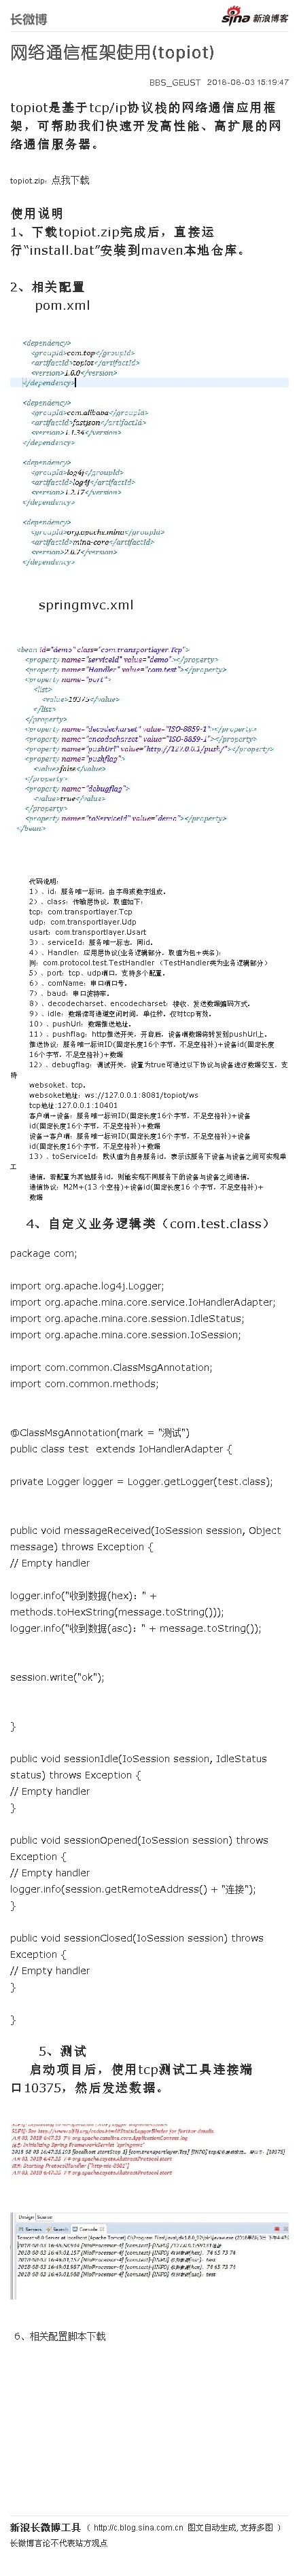 长微博
sina 新浪博客
网络通信框架使用(topiot)
BBS_GEUST 2018-08-03 15:19:47
topiot是基于tcp/ip协议栈的网络通信应用框
架，可帮助我们快速开发高性能、高扩展的网
络通信服务器。
topiot.zip：点我下载
使用说明
1、下载topiot.zip完成后，直接运
行“install.bat”安装到maven本地仓库。
2、相关配置
pom.xml
<dependency>
<groupId>com.top</groupId>
<artifactId>topiot</artifactId>
<version>1.0.0</version>
</dependency>
<dependency>
<groupId>com.alibaba</groupId>
<artifactId>fastjson</artifactId>
<version>1.1.34</version>
</dependency>
<dependency>
<groupId>log4j</groupId>
<artifactId>log4j</artifactId>
<version>1.2.17</version>
</dependency>
<dependency>
<groupId>org.apache.mina</groupId>
<artifactId>mina-core</artifactId>
<version>2.0.7</version>
</dependency>
springmvc.xml
<bean id="demo" class="com.transportlayer.Tcp">
<property name="serviceId" value="demo"></property>
<property name="Handler" value="com.test"></property>
<property name="port">
<list>
<value>10375</value>
</list>
</property>
<property name="decodecharset" value="ISO-8859-1"></property>
<property name="encodecharset" value="ISO-8859-1"></property>
<property name="pushUrl" value="http://127.0.0.1/push/"></property>
<property name="pushflag">
<value>false</value>
</property>
<property name="debugflag">
<value>true</value>
</property>
<property name="toServiceId" value="demo"></property>
</bean>
代码说明：
1）、id：服务唯一标识，由字母或数字组成。
2）、class：传输层协议，取值如下：
tcp：com.transportlayer.Tcp
udp：com.transportlayer.Udp
usart：com.transportlayer.Usart
3）、serviceId：服务唯一标志，同id。
4）、Handler：应用层协议(业务逻辑部分，取值为包+类名)：
例：com.protocoltest.TestHandler （TestHandler类为业务逻辑部分）
5）、port：tcp、udp端口，支持多个配置。
6）、comName：串口端口号。
7）、baud：串口波特率。
8）、decodecharset、encodecharset：接收、发送数据编码方式。
9）、idle：数据读写通道空闲时间，单位秒，仅对tcp有效。
10）、pushUrl：数据推送地址。
11）、pushflag：http推送开关，开启后，设备端数据将转发到pushUrl上。
推送协议：服务唯一标识ID(固定长度16个字节，不足空格补)+设备id(固定长度
16个字节，不足空格补)+数据
12）、debugflag：调试开关，设置为true可通过以下协议与设备进行数据交互，支
持
websoket、tcp。
websoket地址：ws://127.0.0.1:8081/topiot/ws
tcp地址:127.0.0.1:10401
客户端→设备：服务唯一标识ID(固定长度16个字节，不足空格补)+设备
id(固定长度16个字节，不足空格补)+数据
设备→客户端：服务唯一标识ID(固定长度16个字节，不足空格补)+设备
id(固定长度16个字节，不足空格补)+数据
13）、toServiceId：默认值为自身服务id，表示该服务下设备与设备之间可实现单
工
通信。若配置为其他服务id，则能实现不同服务下的设备与设备之间通信。
通信协议：M2M+(13 个空格)+设备id(固定长度16 个字节，不足空格补)+
数据
4、自定义业务逻辑类（com.test.class）
package com;
import org.apache.log4j.Logger;
import org.apache.mina.core.service.IoHandlerAdapter;
import org.apache.mina.core.session.IdleStatus;
import org.apache.mina.core.session.IoSession;
import com.common.ClassMsgAnnotation;
import com.common.methods;
@ClassMsgAnnotation(mark = "测试")
public class test extends IoHandlerAdapter {
private Logger logger = Logger.getLogger(test.class);
public void messageReceived(IoSession session, Object
message) throws Exception {
// Empty handler
logger.info("收到数据(hex)：" +
methods.toHexString(message.toString()));
logger.info("收到数据(asc)：" + message.toString());
session.write("ok");
}
public void sessionIdle(IoSession session, IdleStatus
status) throws Exception {
// Empty handler
}
public void sessionOpened(IoSession session) throws
Exception {
// Empty handler
logger.info(session.getRemoteAddress() + "连接");
}
public void sessionClosed(IoSession session) throws
Exception {
// Empty handler
}
}
5、测试
启动项目后，使用tcp测试工具连接端
口10375，然后发送数据。
Design Source
Servers Search Console
6、相关配置脚本下载
新浪长微博工具（ http://c.blog.sina.com.cn 图文自动生成, 支持多图 ）
长微博言论不代表站方观点